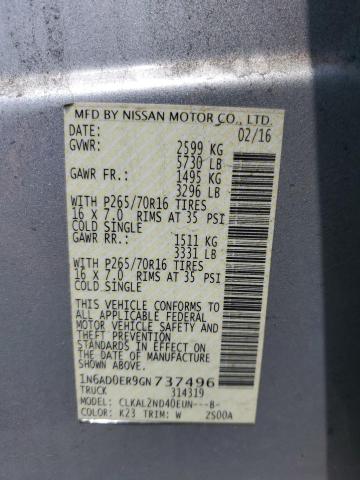 MFD BY NISSAN MOTOR CO., LTD.
DATE: 02/16
GVWR: 2599 KG
5730 LB
GAWR FR: 1495 KG
3296 LB
WITH P265/70R16 TIRES
16 X 7.0 RIMS AT 35 PSI
COLD SINGLE
GAWR RR: 1511 KG
3331 LB
WITH P265/70R16 TIRES
16 X 7.0 RIMS AT 35 PSI
COLD SINGLE
THIS VEHICLE CONFORMS TO
ALL APPLICABLE FEDERAL
MOTOR VEHICLE SAFETY
AND THEFT PREVENTION
STANDARDS IN EFFECT ON
THE DATE OF MANUFACTURE
SHOWN ABOVE
1N6AD0ER9GN737496
TRUCK 314319
MODEL: CLKAL2ND40EUN---B-
COLOR: K23 TRIM: W 2S00A